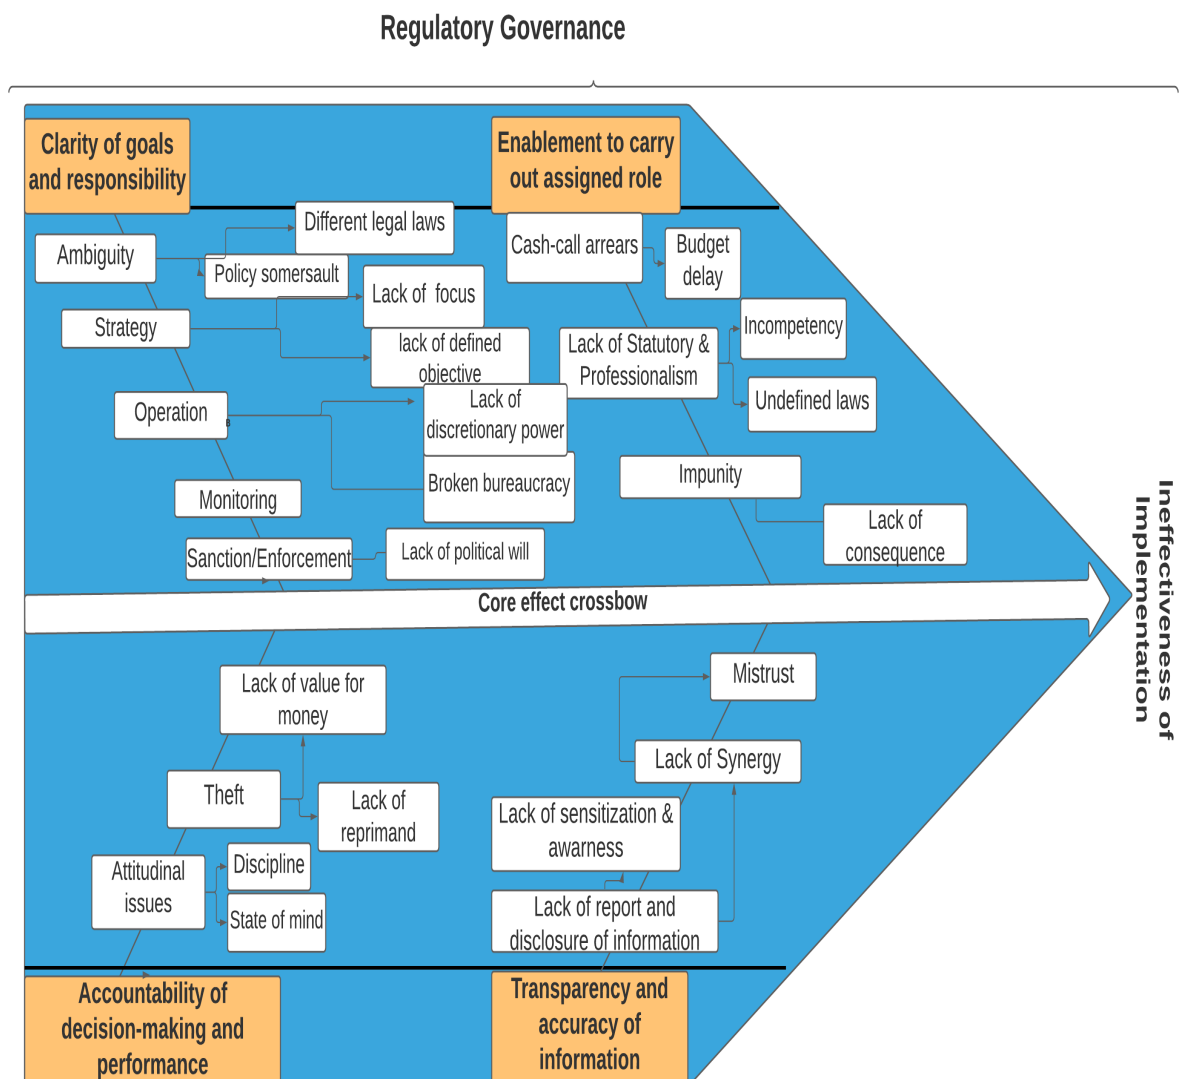 Regulatory Governance
Clarity of goals
and responsibility
Enablement to carry
out assigned role
Different legal laws
Ambiguity
Policy somersault
Cash-call arrears
Budget
delay
Lack of  focus
Strategy
lack of defined
objective
Lack of Statutory &
Professionalism
Incompetency
Undefined laws
Operation
B
Lack of
discretionary power
Broken bureaucracy
Impunity
Monitoring
Lack of
consequence
Sanction/Enforcement
Lack of political will
Core effect crossbow
Ineffectiveness of
Implementation
Lack of value for
money
Mistrust
Lack of Synergy
Theft
Lack of
reprimand
Lack of sensitization &
awarness
Attitudinal
issues
Discipline
State of mind
Lack of report and
disclosure of information
Accountability of
decision-making and
performance
Transparency and
accuracy of
information